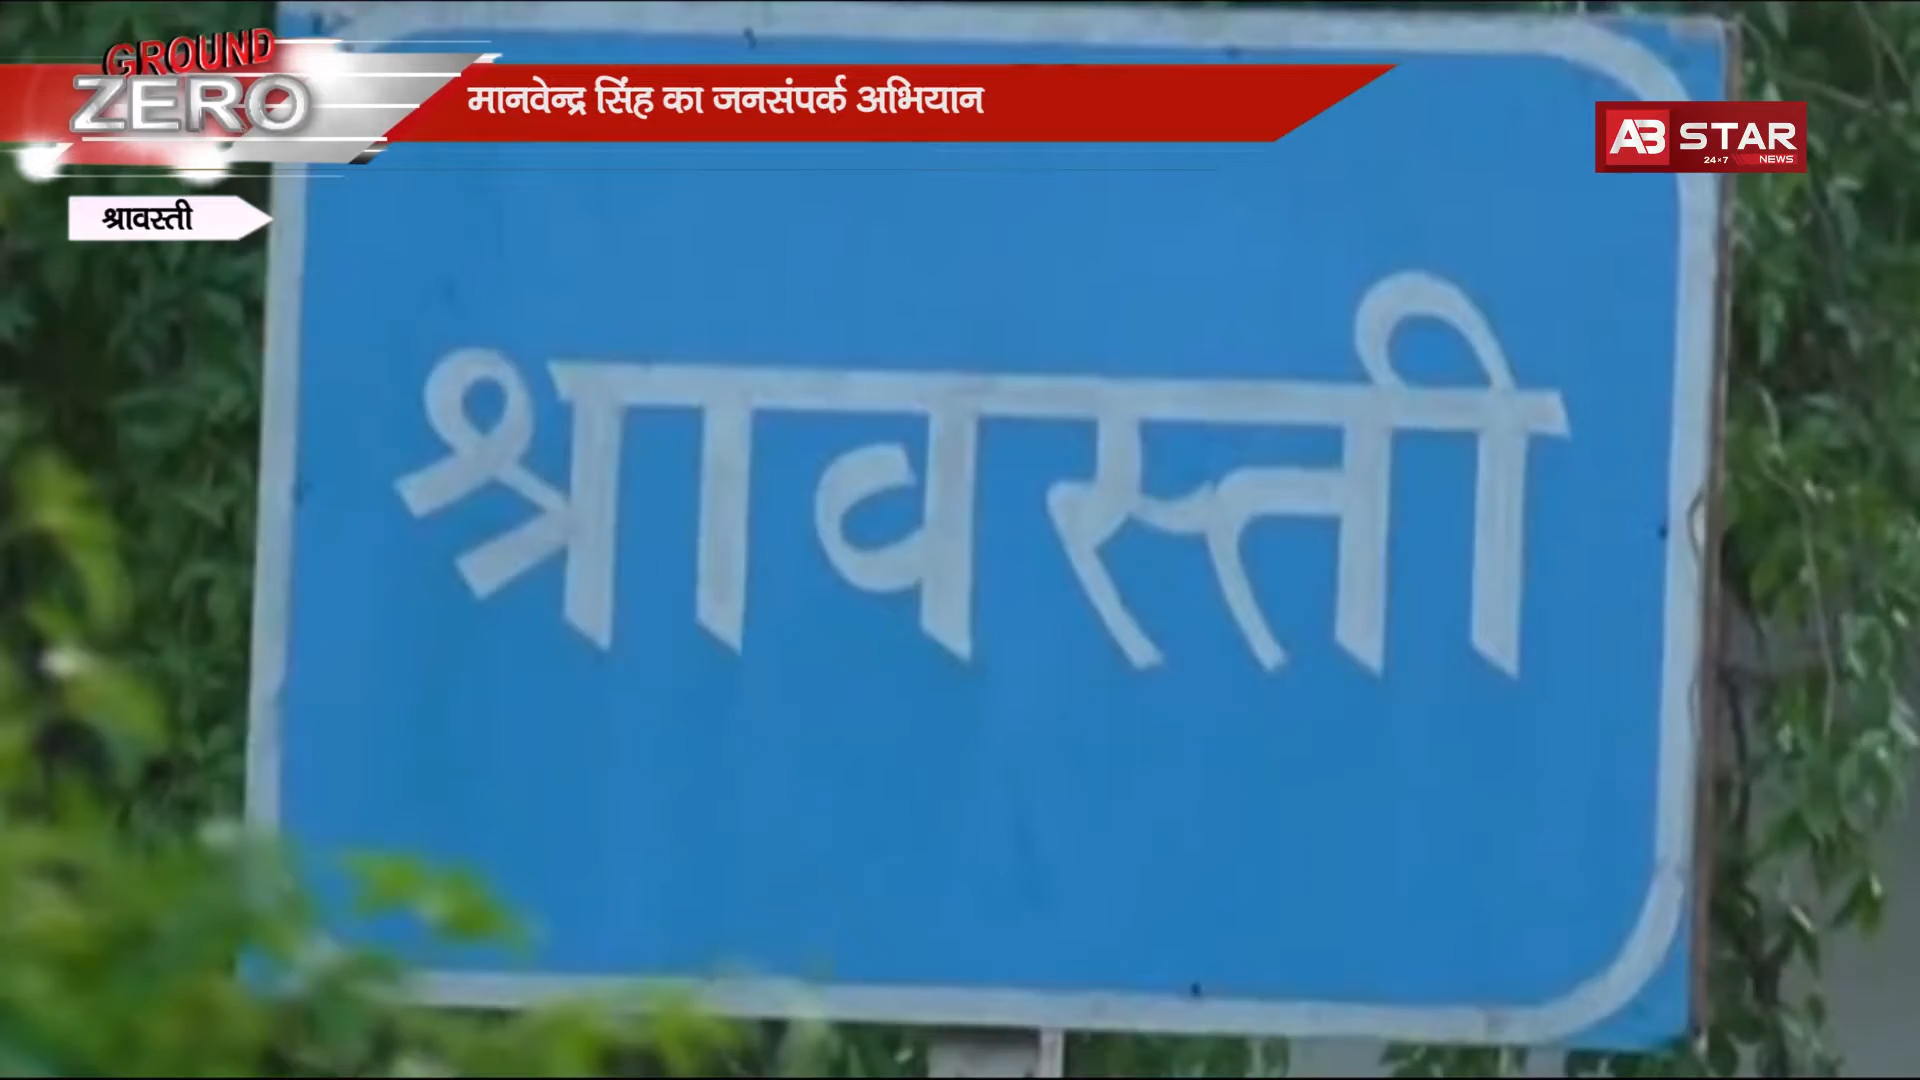 GROUND
ZERO
मानवेन्द्र सिंह का जनसंपर्क अभियान
AB STAR
24×7 NEWS
श्रावस्ती
श्रावस्ती